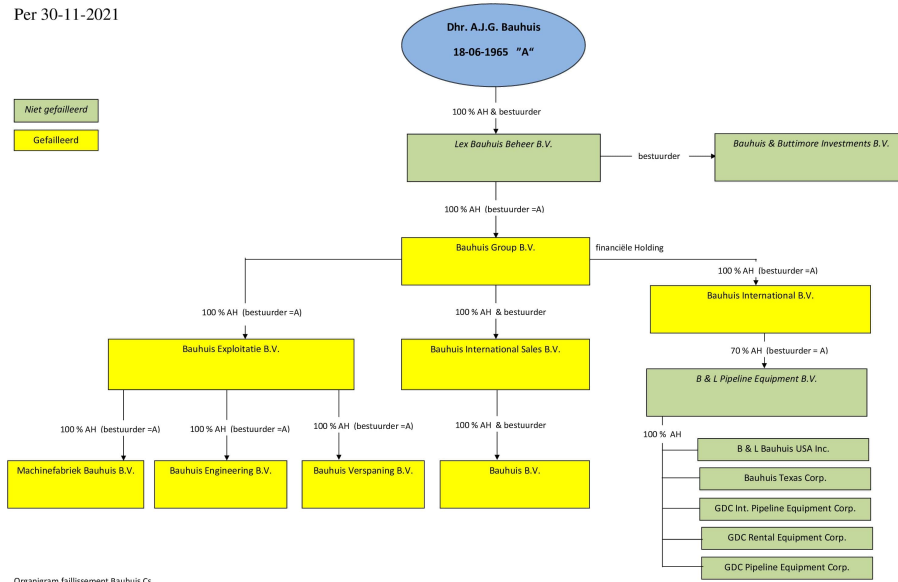 Per 30-11-2021
Dhr. A.J.G. Bauhuis
18-06-1965 ”A“
Niet gefailleerd
Gefailleerd
100 % AH & bestuurder
Lex Bauhuis Beheer B.V.
bestuurder
Bauhuis & Buttimore Investments B.V.
100 % AH (bestuurder =A)
Bauhuis Group B.V.
financiële Holding
100 % AH (bestuurder =A)
Bauhuis International B.V.
100 % AH (bestuurder =A)
100 % AH & bestuurder
Bauhuis Exploitatie B.V.
Bauhuis International Sales B.V.
70 % AH (bestuurder = A)
B & L Pipeline Equipment B.V.
100 % AH (bestuurder =A)
100 % AH (bestuurder =A)
100 % AH (bestuurder =A)
100 % AH & bestuurder
100 % AH
Machinefabriek Bauhuis B.V.
Bauhuis Engineering B.V.
Bauhuis Verspaning B.V.
Bauhuis B.V.
B & L Bauhuis USA Inc.
Bauhuis Texas Corp.
GDC Int. Pipeline Equipment Corp.
GDC Rental Equipment Corp.
GDC Pipeline Equipment Corp.
Organigram faillissement Bauhuis Cs